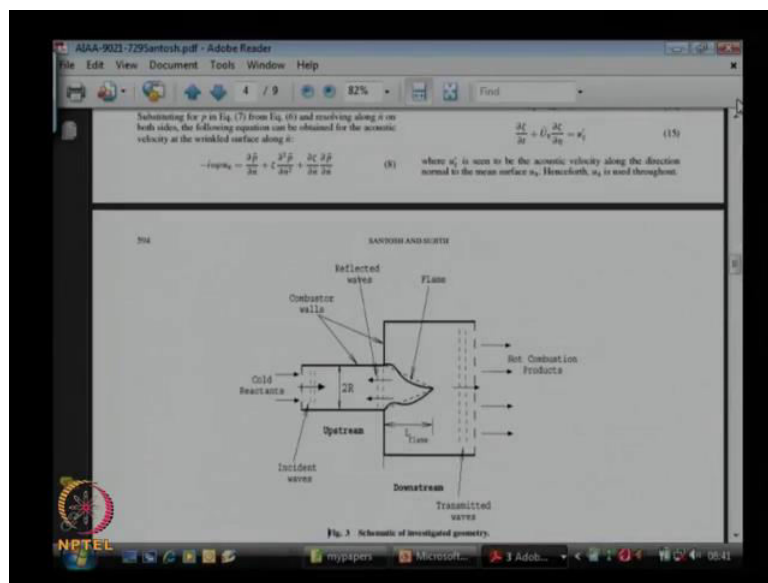 AIAA-9021-729Santosh.pdf - Adobe Reader
File Edit View Document Tools Window Help
4 / 9 82% Find
Substituting for p in Eq. (7) from Eq. (6) and resolving along n̂ on
both sides, the following equation can be obtained for the acoustic
velocity at the wrinkled surface along n̂:
(8)
∂ζ/∂t + Ū ∂ζ/∂η = u′ (15)
where u′ is seen to be the acoustic velocity along the direction
normal to the mean surface Henceforth, is used throughout.
594 SANTOSH AND SUJITH
Reflected
waves
Flame
Combustor
walls
Cold
Reactants
2R
Hot Combustion
Products
Upstream
L flame
Incident
waves
Downstream
Transmitted
waves
Fig. 3 Schematic of investigated geometry.
NPTEL
mypapers
Microsoft...
3 Adob...
08:41